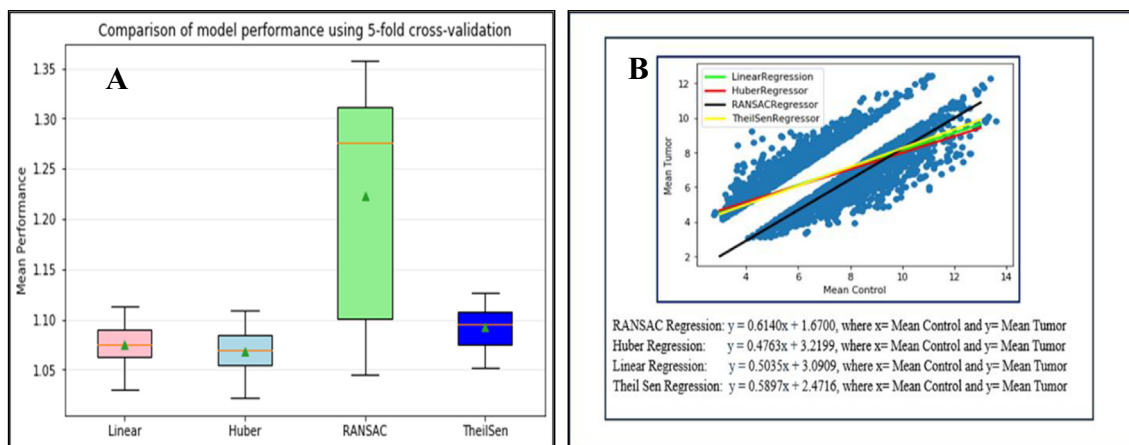 Comparison of model performance using 5-fold cross-validation
A
Mean Performance
1.35
1.30
1.25
1.20
1.15
1.10
1.05
Linear Huber RANSAC TheilSen
B
LinearRegression
HuberRegressor
RANSACRegressor
TheilSenRegressor
Mean Tumor
12
10
8
6
4
2
4 6 8 10 12 14
Mean Control
RANSAC Regression: y = 0.6140x + 1.6700, where x= Mean Control and y= Mean Tumor
Huber Regression: y = 0.4763x + 3.2199, where x= Mean Control and y= Mean Tumor
Linear Regression: y = 0.5035x + 3.0909, where x= Mean Control and y= Mean Tumor
Theil Sen Regression: y = 0.5897x + 2.4716, where x= Mean Control and y= Mean Tumor